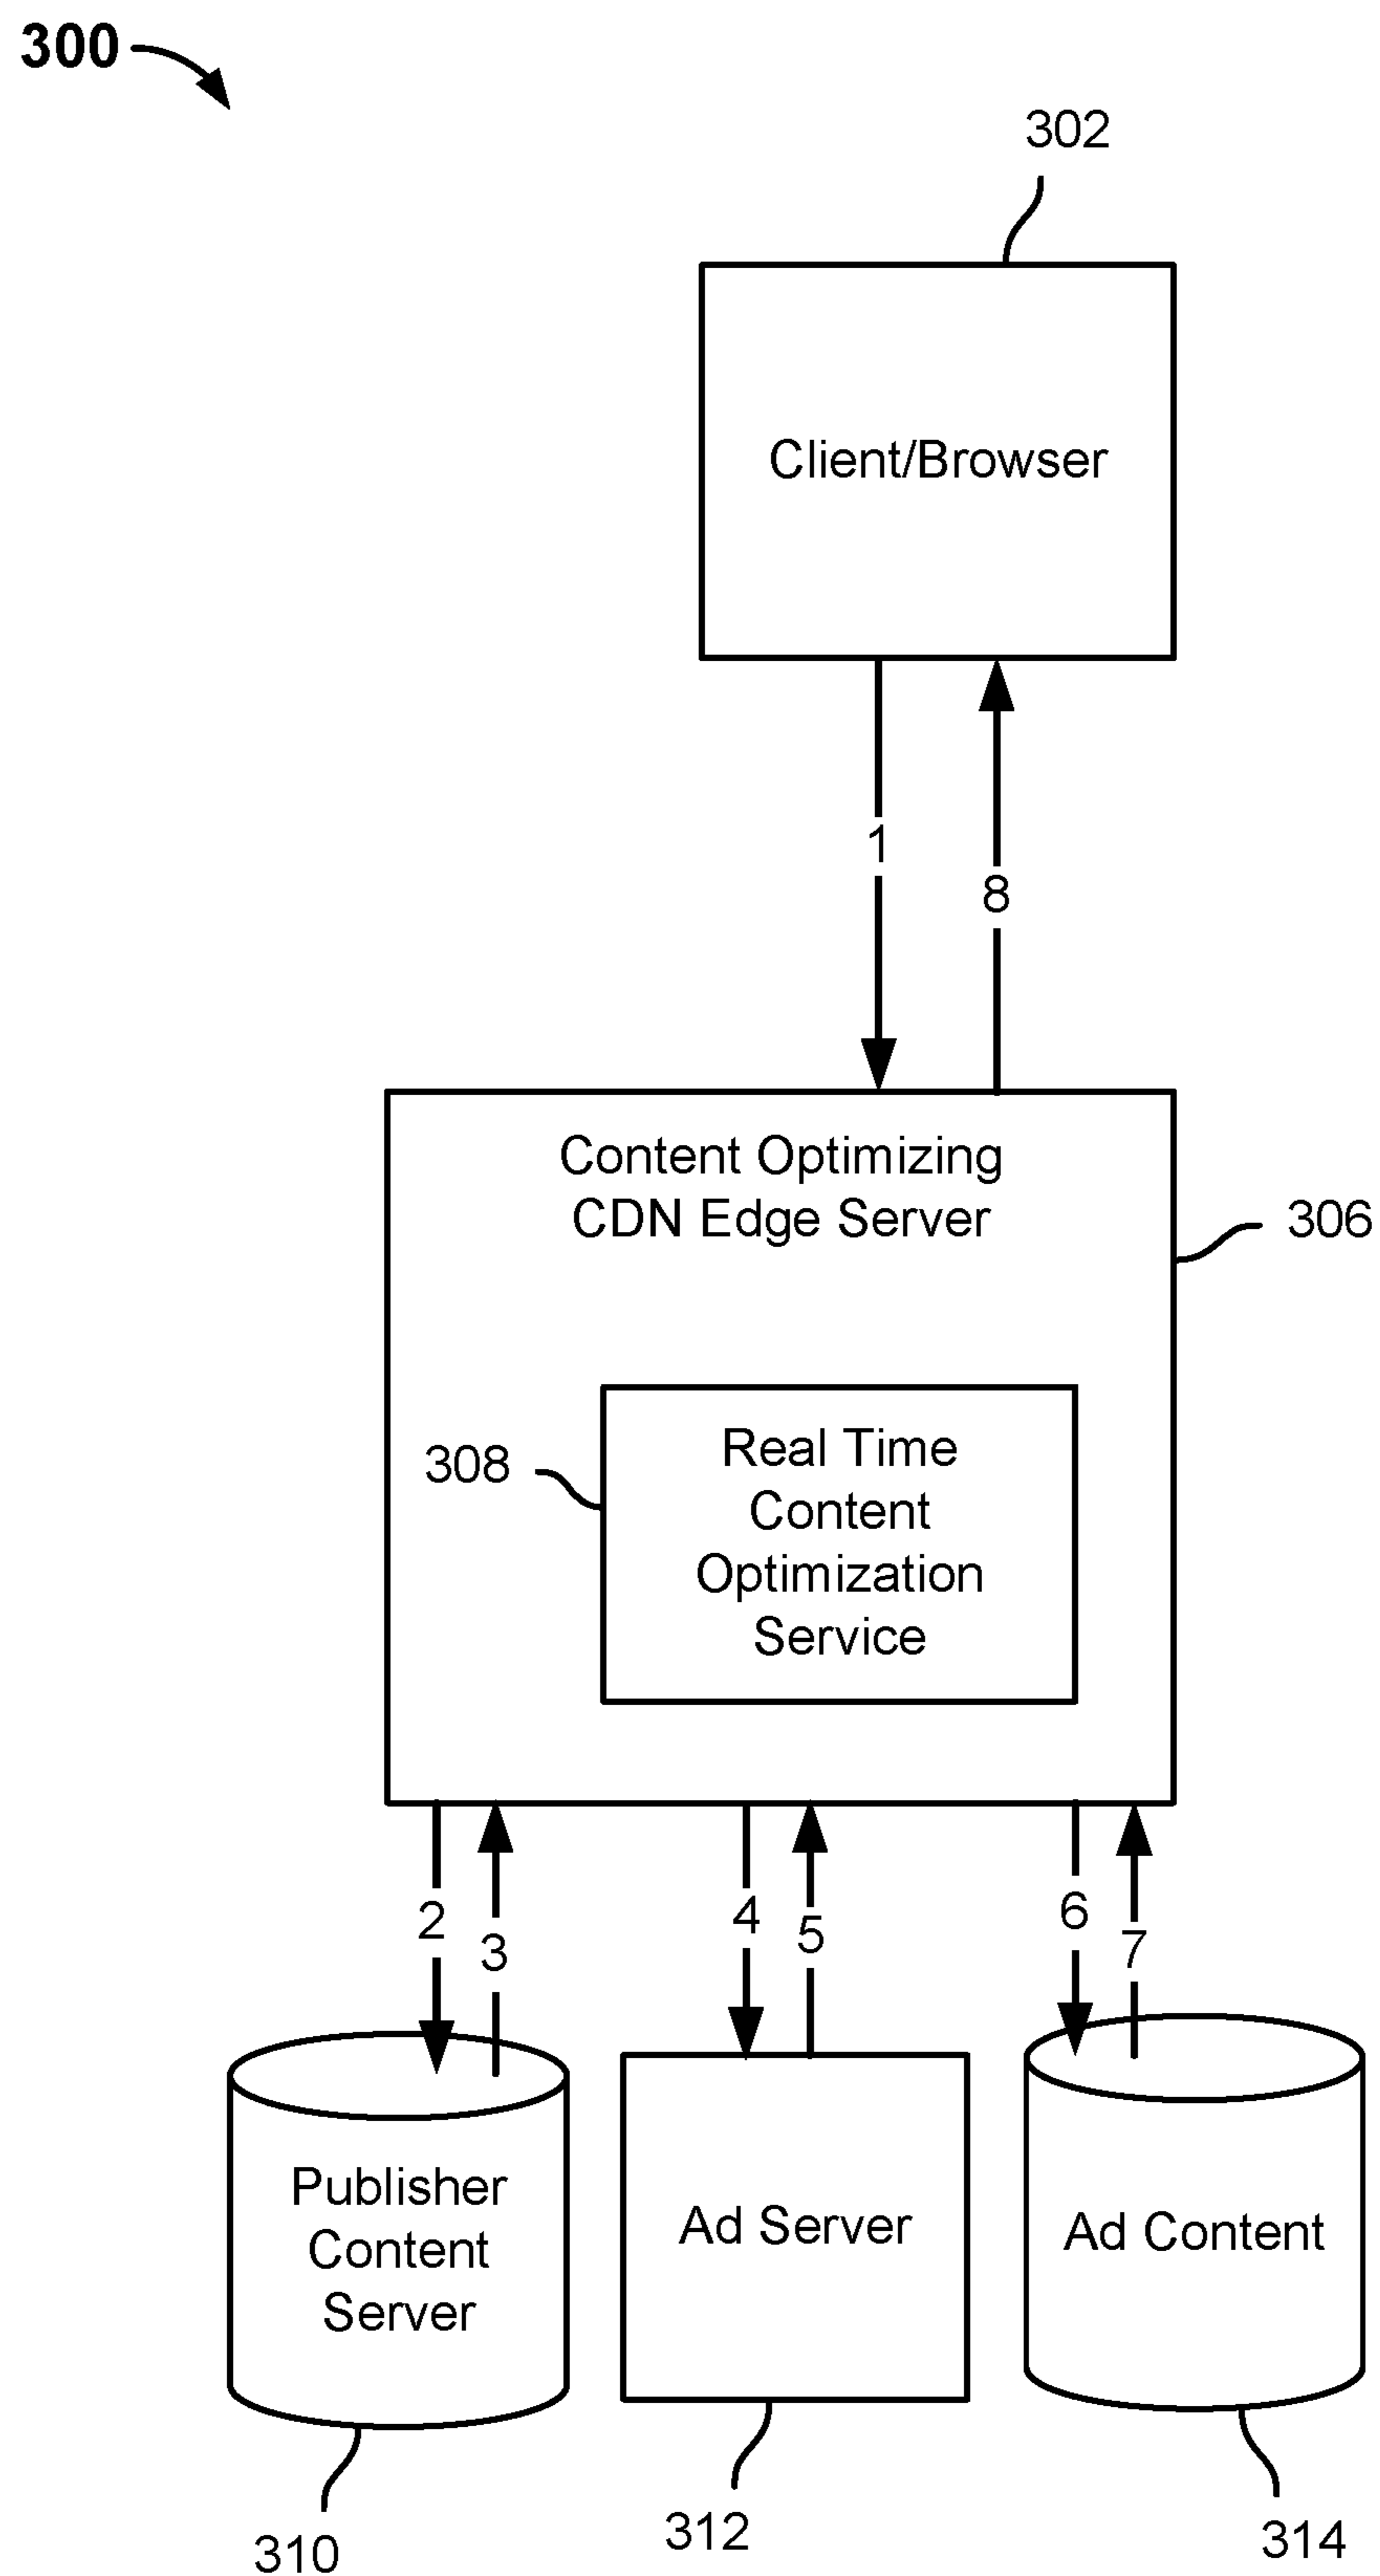 300
302
Client/Browser
1
8
Content Optimizing
CDN Edge Server
306
308
Real Time
Content
Optimization
Service
2
3
4
5
6
7
Publisher
Content
Server
Ad Server
Ad Content
310
312
314